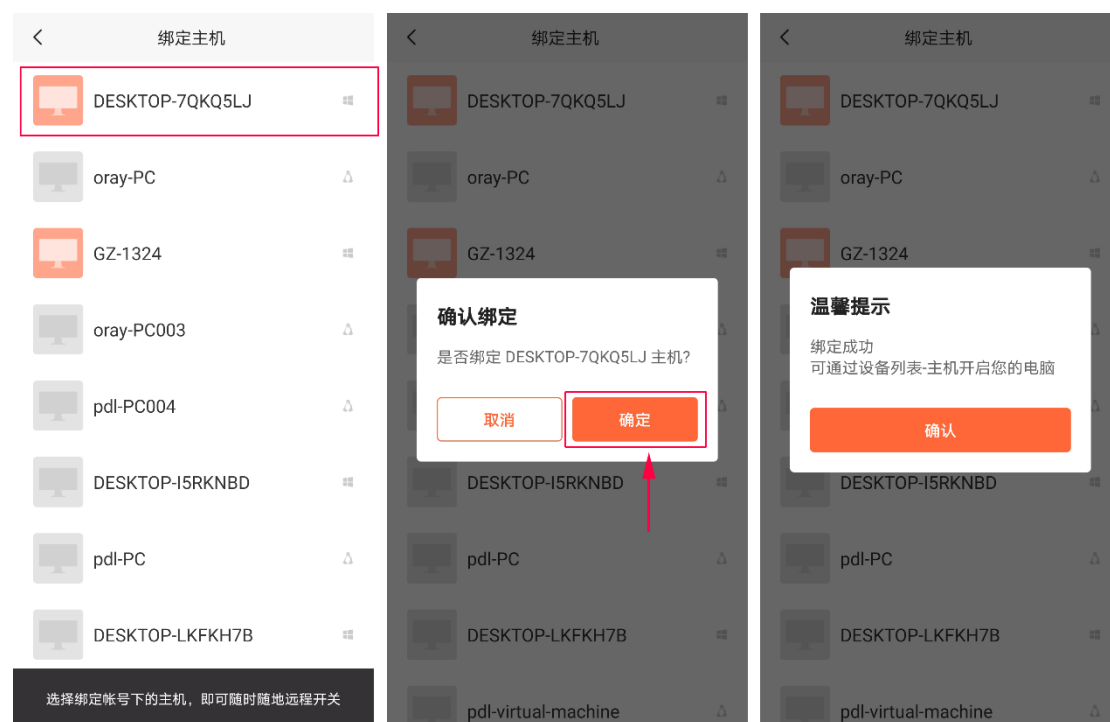 绑定主机
DESKTOP-7QKQ5LJ
oray-PC
GZ-1324
oray-PC003
pdl-PC004
DESKTOP-I5RKNBD
pdl-PC
DESKTOP-LKFKH7B
选择绑定帐号下的主机，即可随时随地远程开关
绑定主机
DESKTOP-7QKQ5LJ
oray-PC
GZ-1324
确认绑定
是否绑定 DESKTOP-7QKQ5LJ 主机?
取消
确定
DESKTOP-I5RKNBD
pdl-PC
DESKTOP-LKFKH7B
pdl-virtual-machine
绑定主机
DESKTOP-7QKQ5LJ
oray-PC
GZ-1324
温馨提示
绑定成功
可通过设备列表-主机开启您的电脑
确认
DESKTOP-I5RKNBD
pdl-PC
DESKTOP-LKFKH7B
pdl-virtual-machine